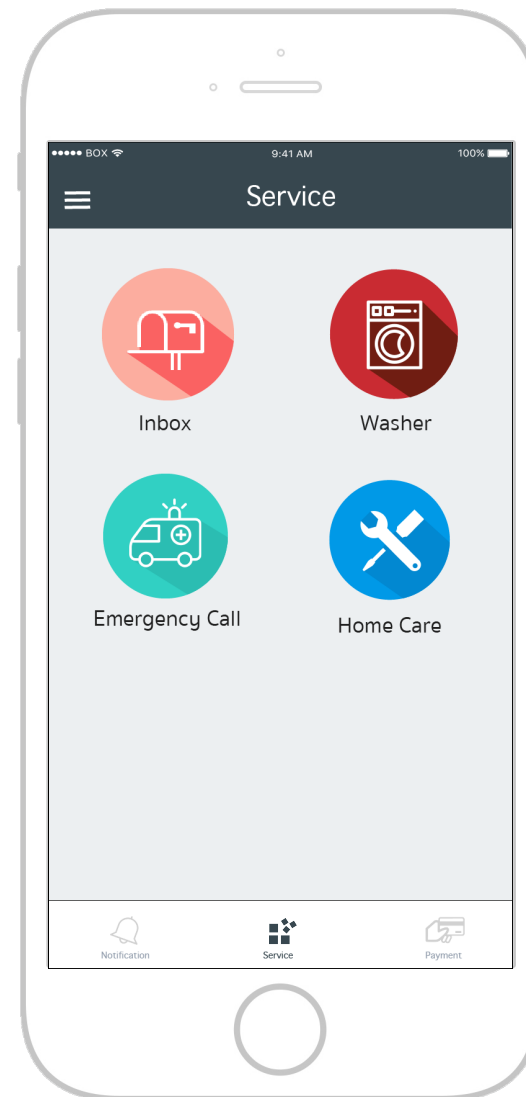 ●●●●● BOX 9:41 AM 100%
Service
Inbox Washer
Emergency Call Home Care
Notification Service Payment